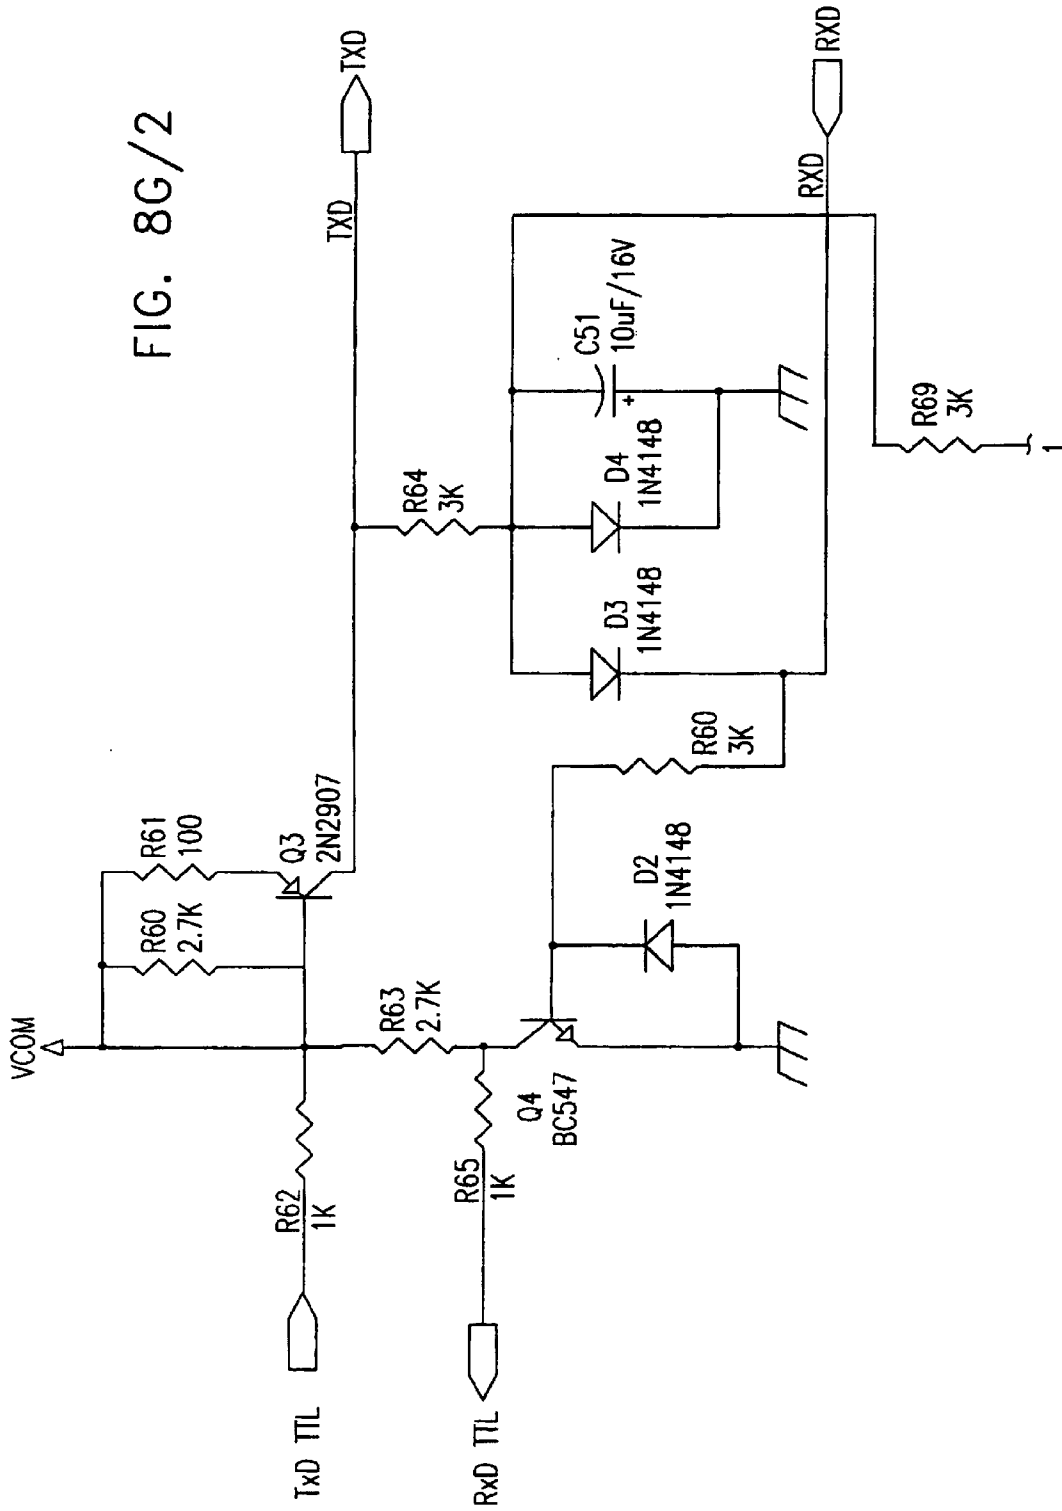 FIG. 8G/2
VCOM
R60
2.7K
R61
100
Q3
2N2907
TXD
TXD
TxD TTL
R62
1K
R63
2.7K
R64
3K
RxD TTL
R65
1K
Q4
BC547
D2
1N4148
R60
3K
D3
1N4148
D4
1N4148
C51
10uF/16V
+
RXD
RXD
R69
3K
1